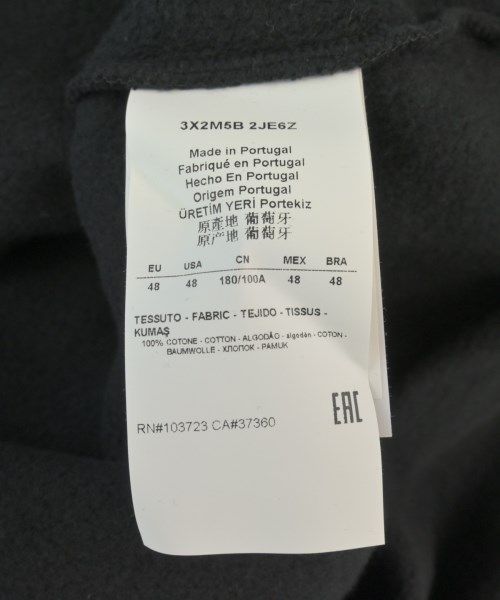 3X2M5B 2JE6Z
Made in Portugal
Fabriqué en Portugal
Hecho En Portugal
Origem Portugal
ÜRETİM YERİ Portekiz
原産地 葡萄牙
原产地 葡萄牙
EU USA CN MEX BRA
48 48 180/100A 48 48
TESSUTO - FABRIC - TEJIDO - TISSUS -
KUMAŞ
100% COTONE - COTTON - ALGODÃO - algodón - COTON -
BAUMWOLLE - ХЛОПОК - PAMUK
RN#103723 CA#37360
EAC